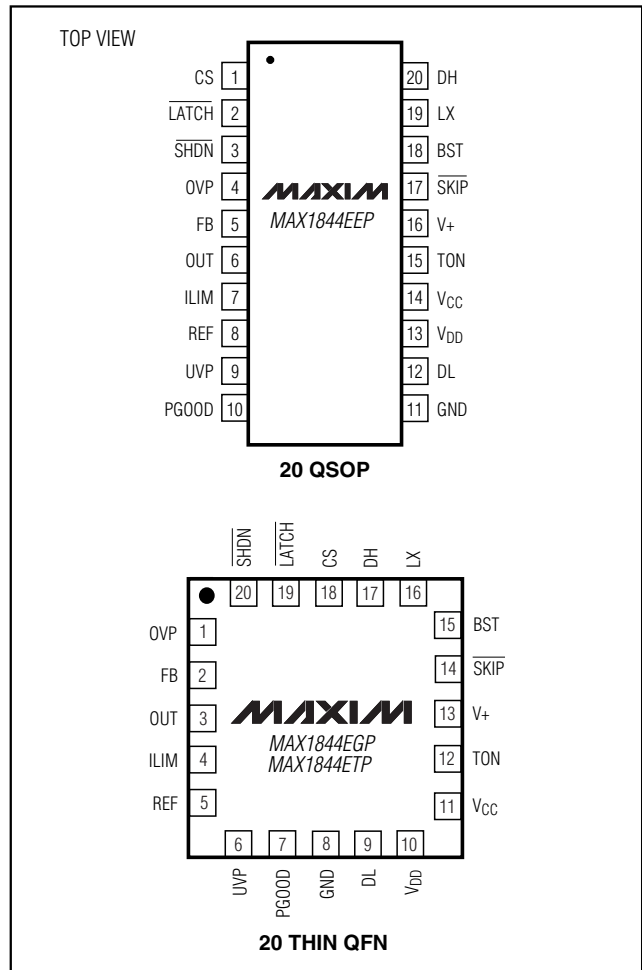 TOP VIEW
CS 1
LATCH 2
SHDN 3
OVP 4
FB 5
OUT 6
ILIM 7
REF 8
UVP 9
PGOOD 10
20 DH
19 LX
18 BST
17 SKIP
16 V+
15 TON
14 VCC
13 VDD
12 DL
11 GND
MAXIM
MAX1844EEP
20 QSOP
SHDN LATCH CS DH LX
20 19 18 17 16
OVP 1
FB 2
OUT 3
ILIM 4
REF 5
15 BST
14 SKIP
13 V+
12 TON
11 VCC
MAXIM
MAX1844EGP
MAX1844ETP
6 7 8 9 10
UVP PGOOD GND DL VDD
20 THIN QFN